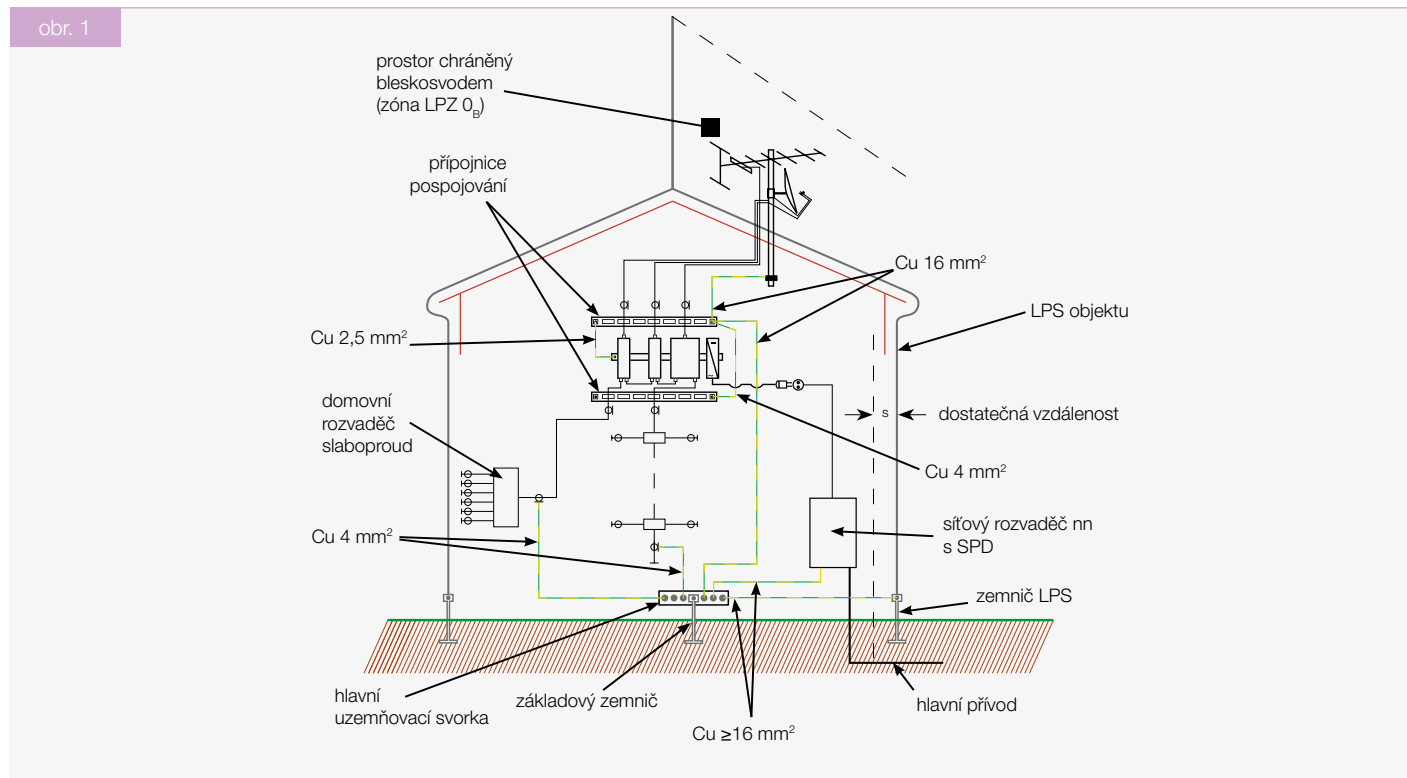 obr. 1
prostor chráněný
bleskosvodem
(zóna LPZ 0B)
přípojnice
pospojování
Cu 16 mm²
LPS objektu
Cu 2,5 mm²
domovní
rozvaděč
slaboproud
s
dostatečná vzdálenost
Cu 4 mm²
síťový rozvaděč nn
s SPD
Cu 4 mm²
zemnič LPS
hlavní
uzemňovací svorka
základový zemnič
hlavní přívod
Cu ≥16 mm²